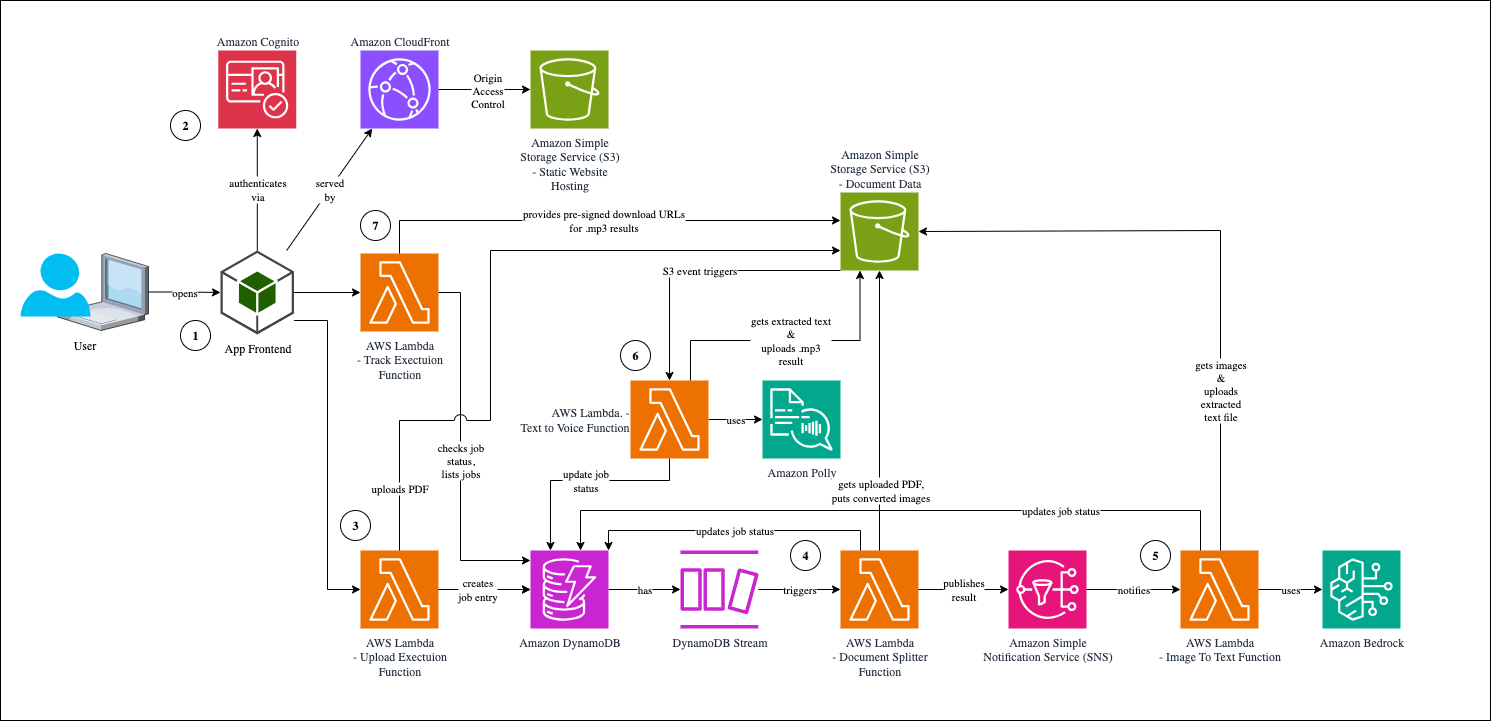 Amazon Cognito
Amazon CloudFront
Origin
Access
Control
2
Amazon Simple
Storage Service (S3)
- Static Website
Hosting
Amazon Simple
Storage Service (S3)
- Document Data
authenticates
via
served
by
7
provides pre-signed download URLs
for .mp3 results
S3 event triggers
opens
1
User
App Frontend
AWS Lambda
- Track Exectuion
Function
gets extracted text
&
uploads .mp3
result
6
gets images
&
uploads
extracted
text file
AWS Lambda. -
Text to Voice Function
uses
Amazon Polly
checks job
status,
lists jobs
uploads PDF
update job
status
gets uploaded PDF,
puts converted images
updates job status
updates job status
3
4
5
creates
job entry
has
triggers
publishes
result
notifies
uses
AWS Lambda
- Upload Exectuion
Function
Amazon DynamoDB
DynamoDB Stream
AWS Lambda
- Document Splitter
Function
Amazon Simple
Notification Service (SNS)
AWS Lambda
- Image To Text Function
Amazon Bedrock